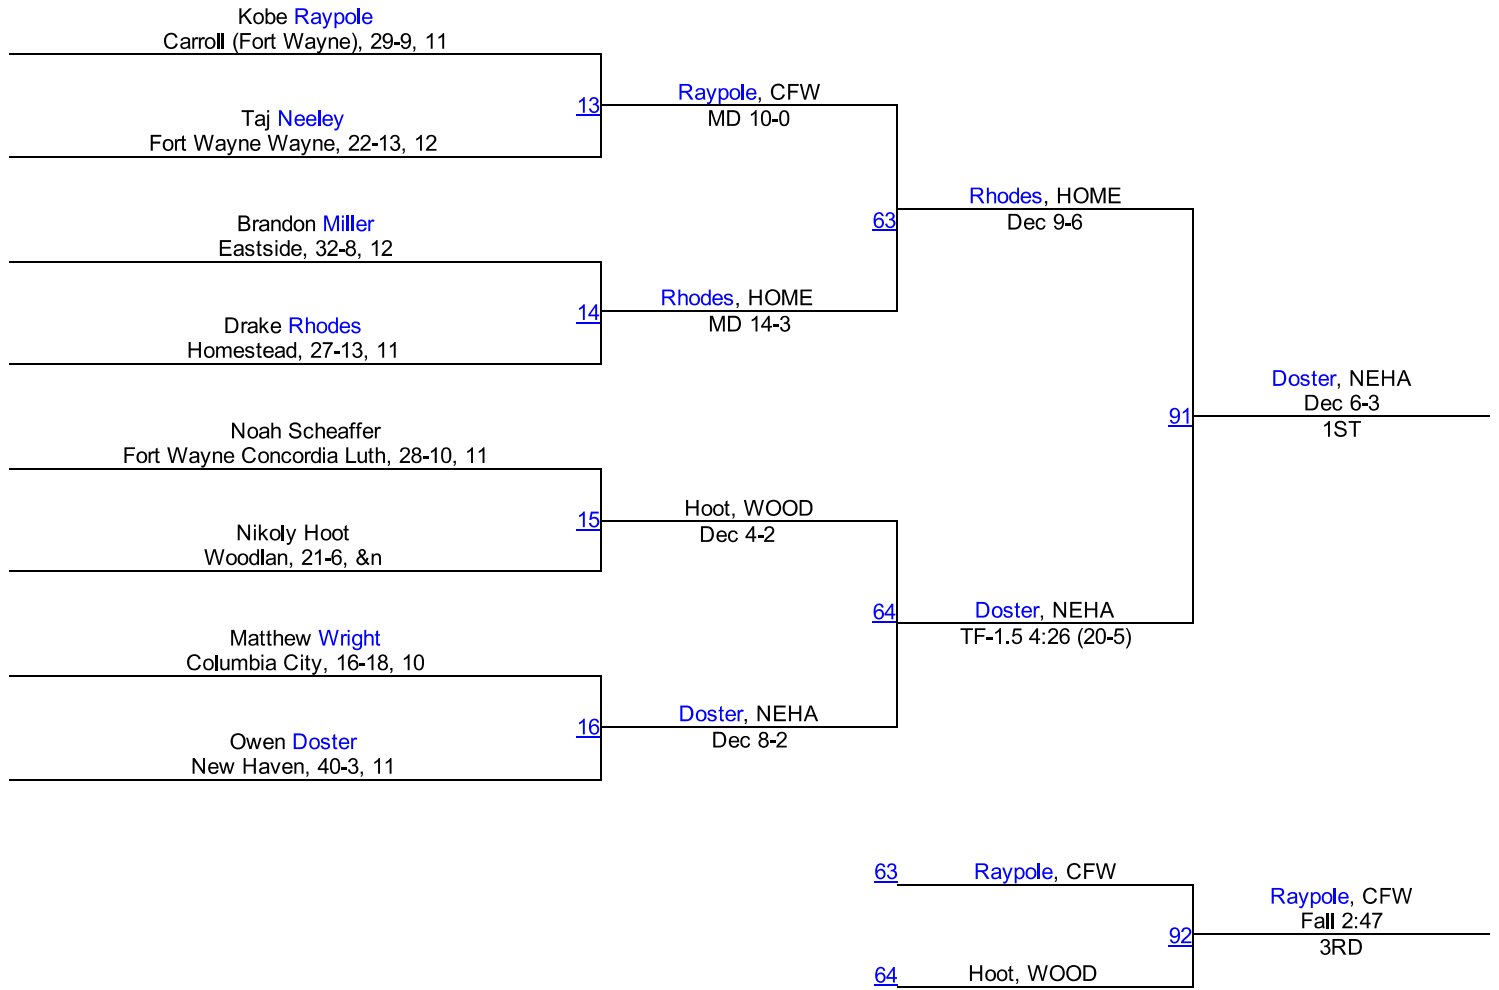 Kobe Raypole
Carroll (Fort Wayne), 29-9, 11
13
Raypole, CFW
MD 10-0
Taj Neeley
Fort Wayne Wayne, 22-13, 12
63
Rhodes, HOME
Dec 9-6
Brandon Miller
Eastside, 32-8, 12
14
Rhodes, HOME
MD 14-3
Drake Rhodes
Homestead, 27-13, 11
91
Doster, NEHA
Dec 6-3
1ST
Noah Scheaffer
Fort Wayne Concordia Luth, 28-10, 11
15
Hoot, WOOD
Dec 4-2
Nikoly Hoot
Woodlan, 21-6, &n
64
Doster, NEHA
TF-1.5 4:26 (20-5)
Matthew Wright
Columbia City, 16-18, 10
16
Doster, NEHA
Dec 8-2
Owen Doster
New Haven, 40-3, 11
63
Raypole, CFW
92
Raypole, CFW
Fall 2:47
3RD
64
Hoot, WOOD